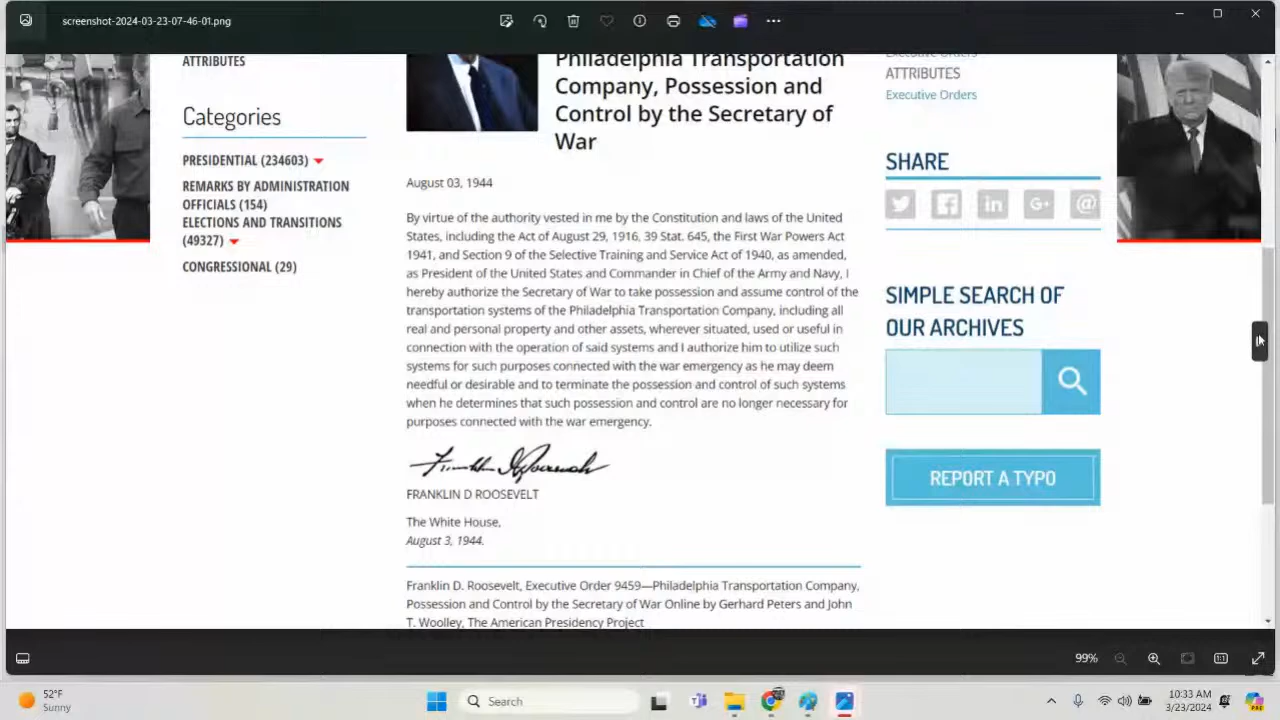 screenshot-2024-03-23-07-46-01.png
ATTRIBUTES
Categories
PRESIDENTIAL (234603)
REMARKS BY ADMINISTRATION
OFFICIALS (154)
ELECTIONS AND TRANSITIONS
(49327)
CONGRESSIONAL (29)
Philadelphia Transportation
Company, Possession and
Control by the Secretary of
War
August 03, 1944
By virtue of the authority vested in me by the Constitution and laws of the United
States, including the Act of August 29, 1916, 39 Stat. 645, the First War Powers Act
1941, and Section 9 of the Selective Training and Service Act of 1940, as amended,
as President of the United States and Commander in Chief of the Army and Navy, I
hereby authorize the Secretary of War to take possession and assume control of the
transportation systems of the Philadelphia Transportation Company, including all
real and personal property and other assets, wherever situated, used or useful in
connection with the operation of said systems and I authorize him to utilize such
systems for such purposes connected with the war emergency as he may deem
needful or desirable and to terminate the possession and control of such systems
when he determines that such possession and control are no longer necessary for
purposes connected with the war emergency.
Franklin D Roosevelt
FRANKLIN D ROOSEVELT
The White House,
August 3, 1944.
Franklin D. Roosevelt, Executive Order 9459—Philadelphia Transportation Company,
Possession and Control by the Secretary of War Online by Gerhard Peters and John
T. Woolley, The American Presidency Project
Executive Orders
ATTRIBUTES
Executive Orders
SHARE
in
G+
@
SIMPLE SEARCH OF
OUR ARCHIVES
REPORT A TYPO
99%
1:1
52°F
Sunny
Search
10:33 AM
3/23/2024